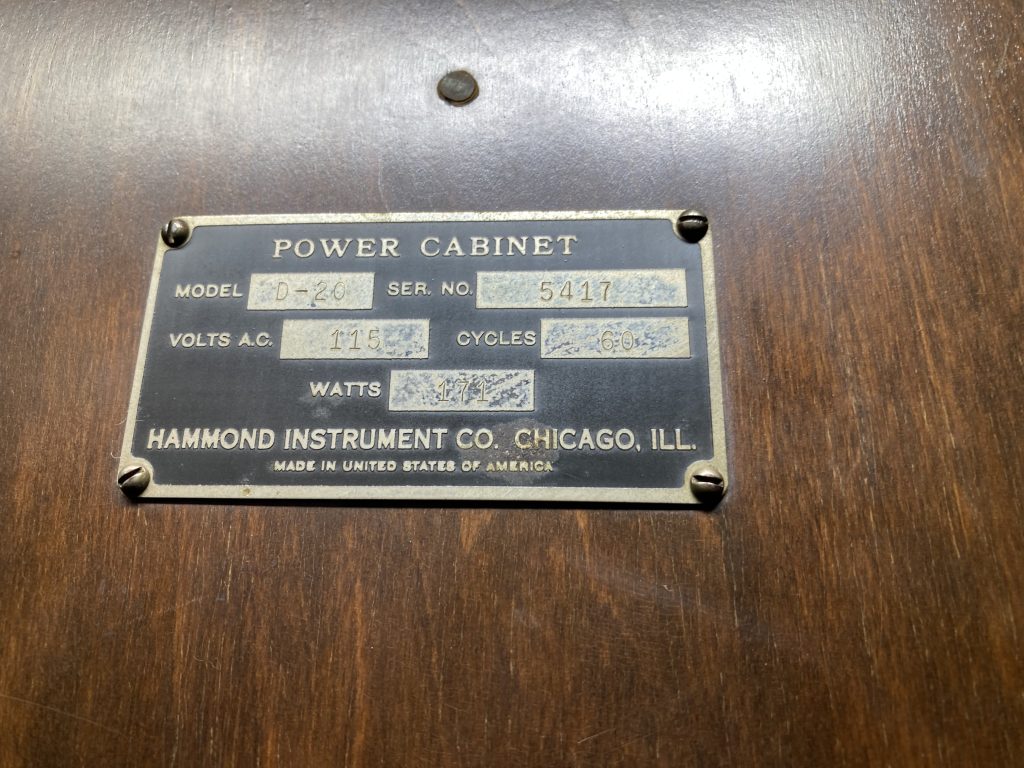 POWER CABINET
MODEL D-20 SER. NO. 5417
VOLTS A.C. 115 CYCLES 60
WATTS 171
HAMMOND INSTRUMENT CO. CHICAGO, ILL.
MADE IN UNITED STATES OF AMERICA